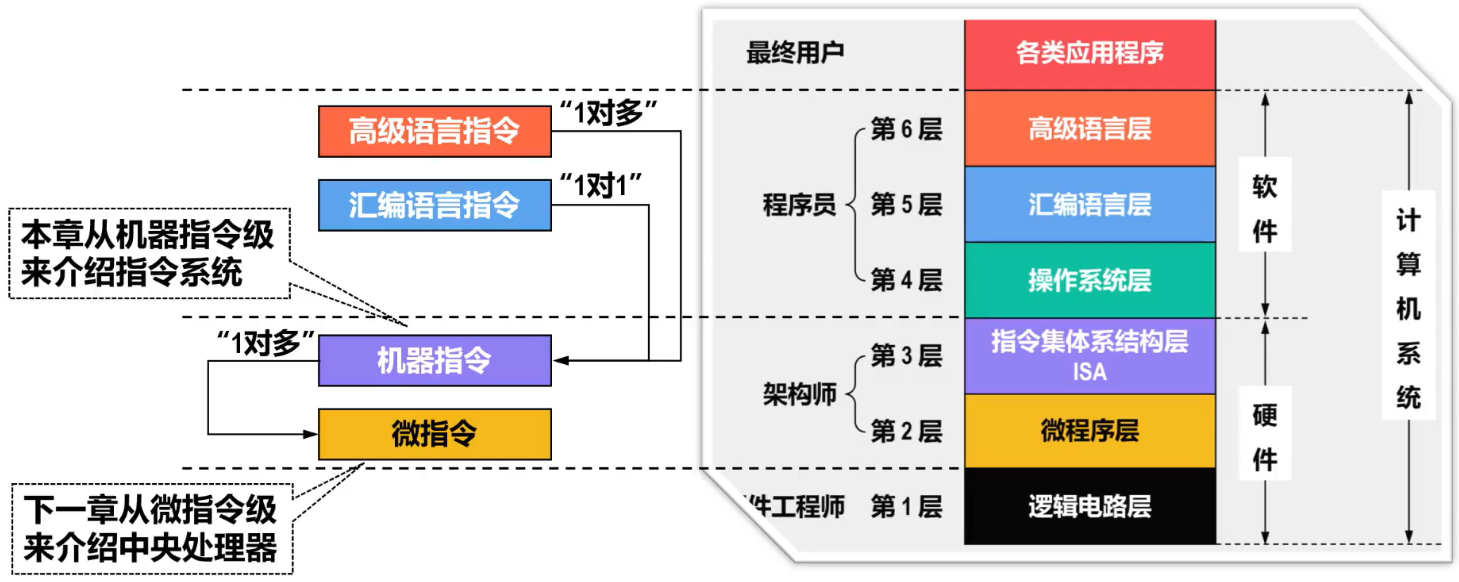 最终用户
各类应用程序
高级语言指令
“1对多”
第6层
高级语言层
汇编语言指令
“1对1”
程序员
第5层
汇编语言层
软件
计算机系统
本章从机器指令级
来介绍指令系统
第4层
操作系统层
“1对多”
机器指令
第3层
指令集体系结构层
ISA
架构师
硬件
微指令
第2层
微程序层
下一章从微指令级
来介绍中央处理器
件工程师
第1层
逻辑电路层